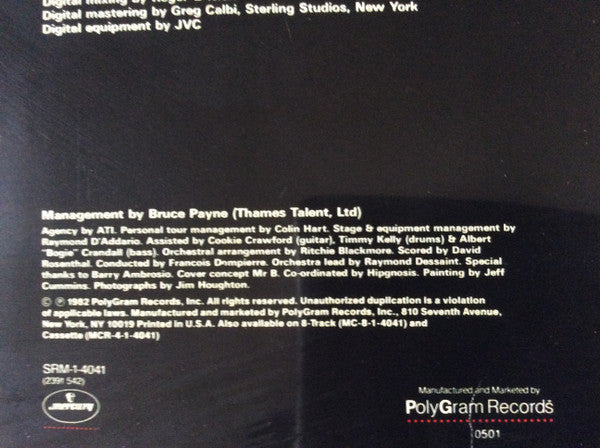 Digital mixing by
Digital mastering by Greg Calbi, Sterling Studios, New York
Digital equipment by JVC
Management by Bruce Payne (Thames Talent, Ltd)
Agency by ATI. Personal tour management by Colin Hart. Stage & equipment management by
Raymond D'Addario. Assisted by Cookie Crawford (guitar), Timmy Kelly (drums) & Albert
"Bogie" Crandall (bass). Orchestral arrangement by Ritchie Blackmore. Scored by David
Rosenthal. Conducted by Francois Dompierre. Orchestra lead by Raymond Dessaint. Special
thanks to Barry Ambrosio. Cover concept Mr B. Co-ordinated by Hipgnosis. Painting by Jeff
Cummins. Photographs by Jim Houghton.
© ℗ 1982 PolyGram Records, Inc. All rights reserved. Unauthorized duplication is a violation
of applicable laws. Manufactured and marketed by PolyGram Records, Inc., 810 Seventh Avenue,
New York, NY 10019 Printed in U.S.A. Also available on 8-Track (MC-8-1-4041) and
Cassette (MCR-4-1-4041)
SRM-1-4041
(2391 542)
mercury
Manufactured and Marketed by
PolyGram Records
0501